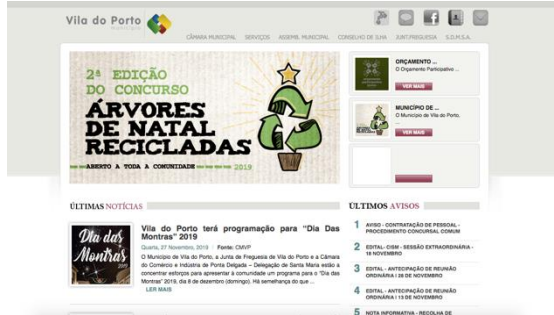 Vila do Porto
CÂMARA MUNICIPAL SERVIÇOS ASSEMB. MUNICIPAL CONSELHO DE ILHA JUNT.FREGUESIA S.D.M.S.A.
2ª EDIÇÃO
DO CONCURSO
ÁRVORES
DE NATAL
RECICLADAS
ABERTO A TODA A COMUNIDADE 2019
ORÇAMENTO ...
O Orçamento Participativo ...
VER MAIS
MUNICÍPIO DE ...
O Município de Vila do Porto,
...
VER MAIS
ÚLTIMAS NOTÍCIAS
Dia das
Montras
2019
Vila do Porto terá programação para “Dia Das
Montras” 2019
Quarta, 27 Novembro, 2019 | Fonte: CMVP
O Município de Vila do Porto, a Junta de Freguesia de Vila do Porto e a Câmara
do Comércio e Indústria de Ponta Delgada – Delegação de Santa Maria estão a
concentrar esforços para apresentar à comunidade um programa para o “Dia das
Montras” 2019, dia 8 de dezembro (domingo). Há semelhança do que ...
LER MAIS
ÚLTIMOS AVISOS
1 AVISO - CONTRATAÇÃO DE PESSOAL -
PROCEDIMENTO CONCURSAL COMUM
2 EDITAL - CISM - SESSÃO EXTRAORDINÁRIA -
18 NOVEMBRO
3 EDITAL - ANTECIPAÇÃO DE REUNIÃO
ORDINÁRIA I 28 DE NOVEMBRO
4 EDITAL - ANTECIPAÇÃO DE REUNIÃO
ORDINÁRIA I 13 DE NOVEMBRO
5 NOTA INFORMATIVA - RECOLHA DE